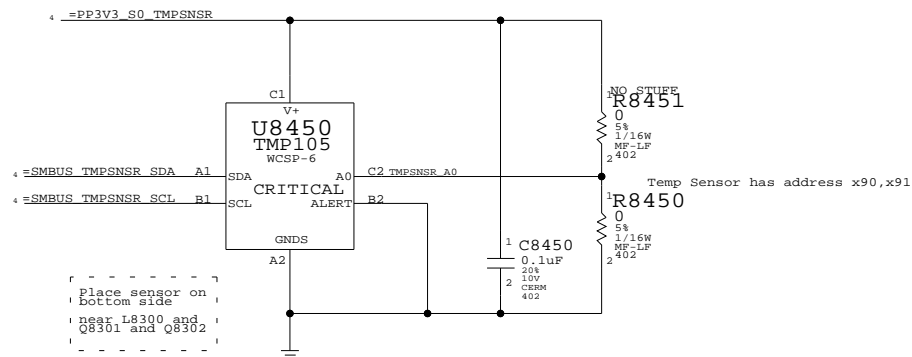 4 =PP3V3_S0_TMPSNSR
C1
V+
U8450
TMP105
WCSP-6
4 =SMBUS_TMPSNSR_SDA A1 SDA
A0 C2 TMPSNSR_A0
CRITICAL
4 =SMBUS_TMPSNSR_SCL B1 SCL
ALERT B2
GNDS
A2
NO STUFF
1 R8451
0
5%
1/16W
MF-LF
2 402
Temp Sensor has address x90,x91
1 R8450
0
5%
1/16W
MF-LF
2 402
1 C8450
0.1uF
20%
10V
2 CERM
402
Place sensor on
bottom side
near L8300 and
Q8301 and Q8302